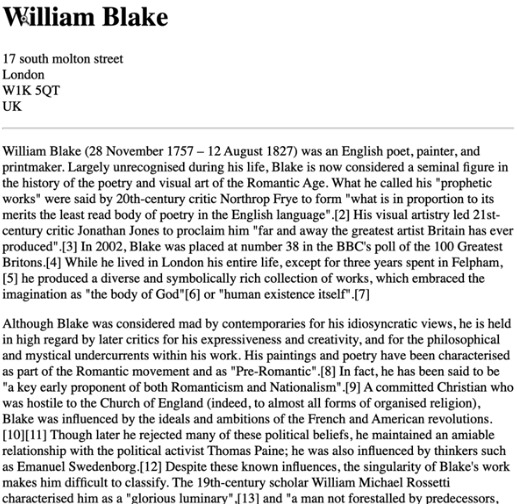 William Blake
17 south molton street
London
W1K 5QT
UK
William Blake (28 November 1757 – 12 August 1827) was an English poet, painter, and
printmaker. Largely unrecognised during his life, Blake is now considered a seminal figure in
the history of the poetry and visual art of the Romantic Age. What he called his "prophetic
works" were said by 20th-century critic Northrop Frye to form "what is in proportion to its
merits the least read body of poetry in the English language".[2] His visual artistry led 21st-
century critic Jonathan Jones to proclaim him "far and away the greatest artist Britain has ever
produced".[3] In 2002, Blake was placed at number 38 in the BBC's poll of the 100 Greatest
Britons.[4] While he lived in London his entire life, except for three years spent in Felpham,
[5] he produced a diverse and symbolically rich collection of works, which embraced the
imagination as "the body of God"[6] or "human existence itself".[7]
Although Blake was considered mad by contemporaries for his idiosyncratic views, he is held
in high regard by later critics for his expressiveness and creativity, and for the philosophical
and mystical undercurrents within his work. His paintings and poetry have been characterised
as part of the Romantic movement and as "Pre-Romantic".[8] In fact, he has been said to be
"a key early proponent of both Romanticism and Nationalism".[9] A committed Christian who
was hostile to the Church of England (indeed, to almost all forms of organised religion),
Blake was influenced by the ideals and ambitions of the French and American revolutions.
[10][11] Though later he rejected many of these political beliefs, he maintained an amiable
relationship with the political activist Thomas Paine; he was also influenced by thinkers such
as Emanuel Swedenborg.[12] Despite these known influences, the singularity of Blake's work
makes him difficult to classify. The 19th-century scholar William Michael Rossetti
characterised him as a "glorious luminary",[13] and "a man not forestalled by predecessors,